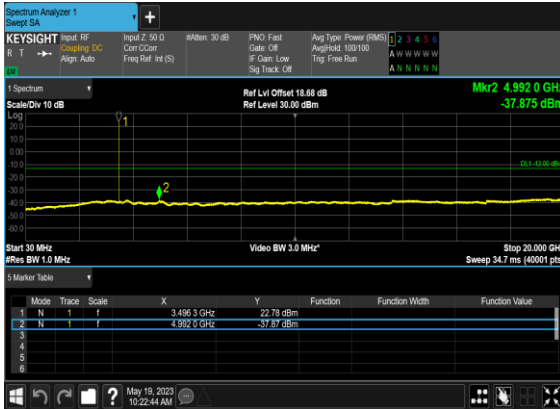 Spectrum Analyzer 1
Swept SA
+
KEYSIGHT Input: RF Input Z: 50 Ω #Atten: 30 dB PNO: Fast Avg Type: Power (RMS) 1 2 3 4 5 6
R T Coupling: DC Corr CCorr Gate: Off Avg|Hold: 100/100 A W W W W W
Align: Auto Freq Ref: Int (S) IF Gain: Low Trig: Free Run
Sig Track: Off A N N N N N
1 Spectrum Ref Lvl Offset 18.68 dB Mkr2 4.992 0 GHz
Scale/Div 10 dB Ref Level 30.00 dBm -37.875 dBm
Log
20.0
10.0
0.00
-10.0
-20.0
-30.0
-40.0
-50.0
-60.0
1
2
DL1 -13.00 dBm
Start 30 MHz Video BW 3.0 MHz* Stop 20.000 GH
#Res BW 1.0 MHz Sweep 34.7 ms (40001 pts
5 Marker Table
Mode Trace Scale X Y Function Function Width Function Value
1 N 1 f 3.496 3 GHz 22.78 dBm
2 N 1 f 4.992 0 GHz -37.87 dBm
3
4
5
6
? May 19, 2023
10:22:44 AM